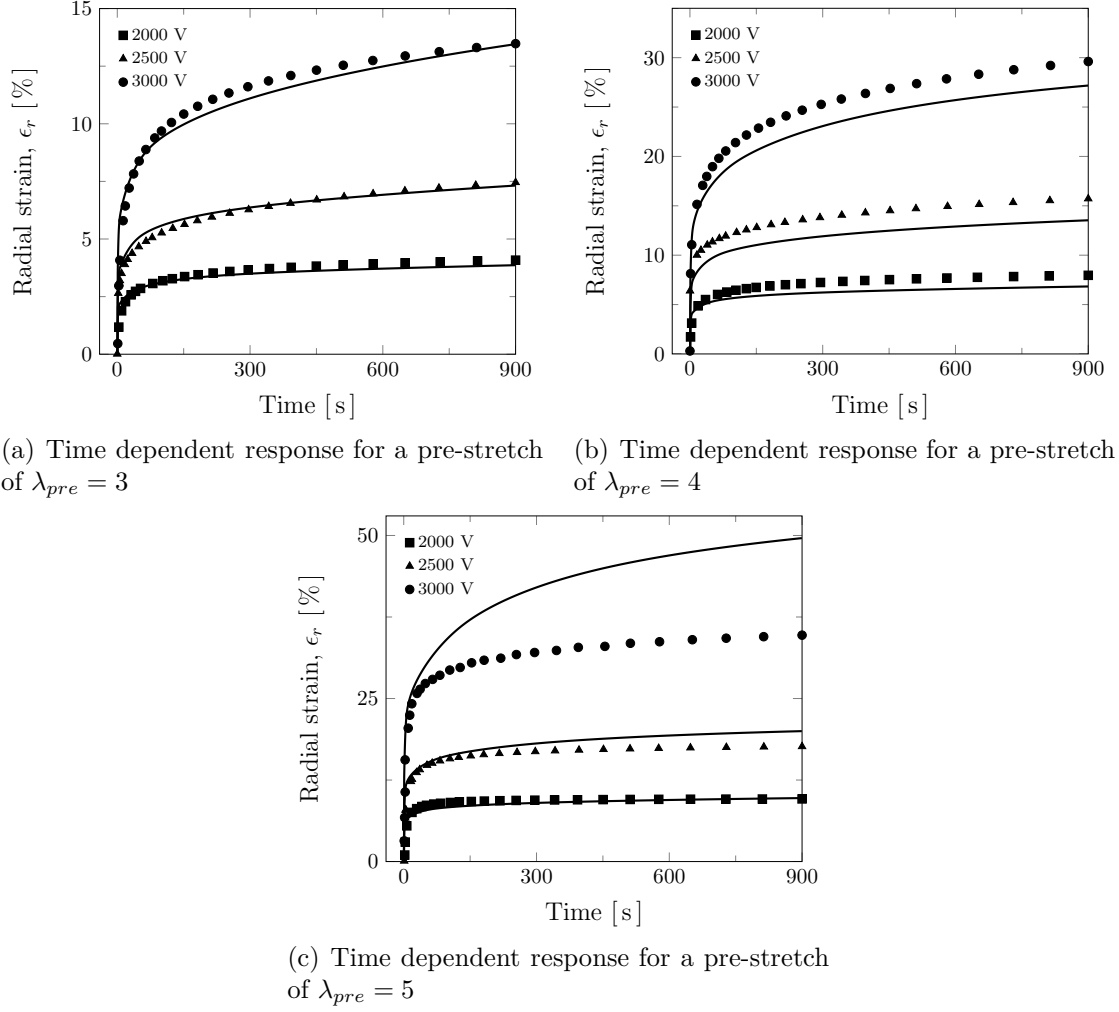 15
10
5
0
Radial strain, ϵr [%]
2000 V
2500 V
3000 V
0 300 600 900
Time [s]
(a) Time dependent response for a pre-stretch
of λpre = 3
30
20
10
0
Radial strain, ϵr [%]
2000 V
2500 V
3000 V
0 300 600 900
Time [s]
(b) Time dependent response for a pre-stretch
of λpre = 4
50
25
0
Radial strain, ϵr [%]
2000 V
2500 V
3000 V
0 300 600 900
Time [s]
(c) Time dependent response for a pre-stretch
of λpre = 5